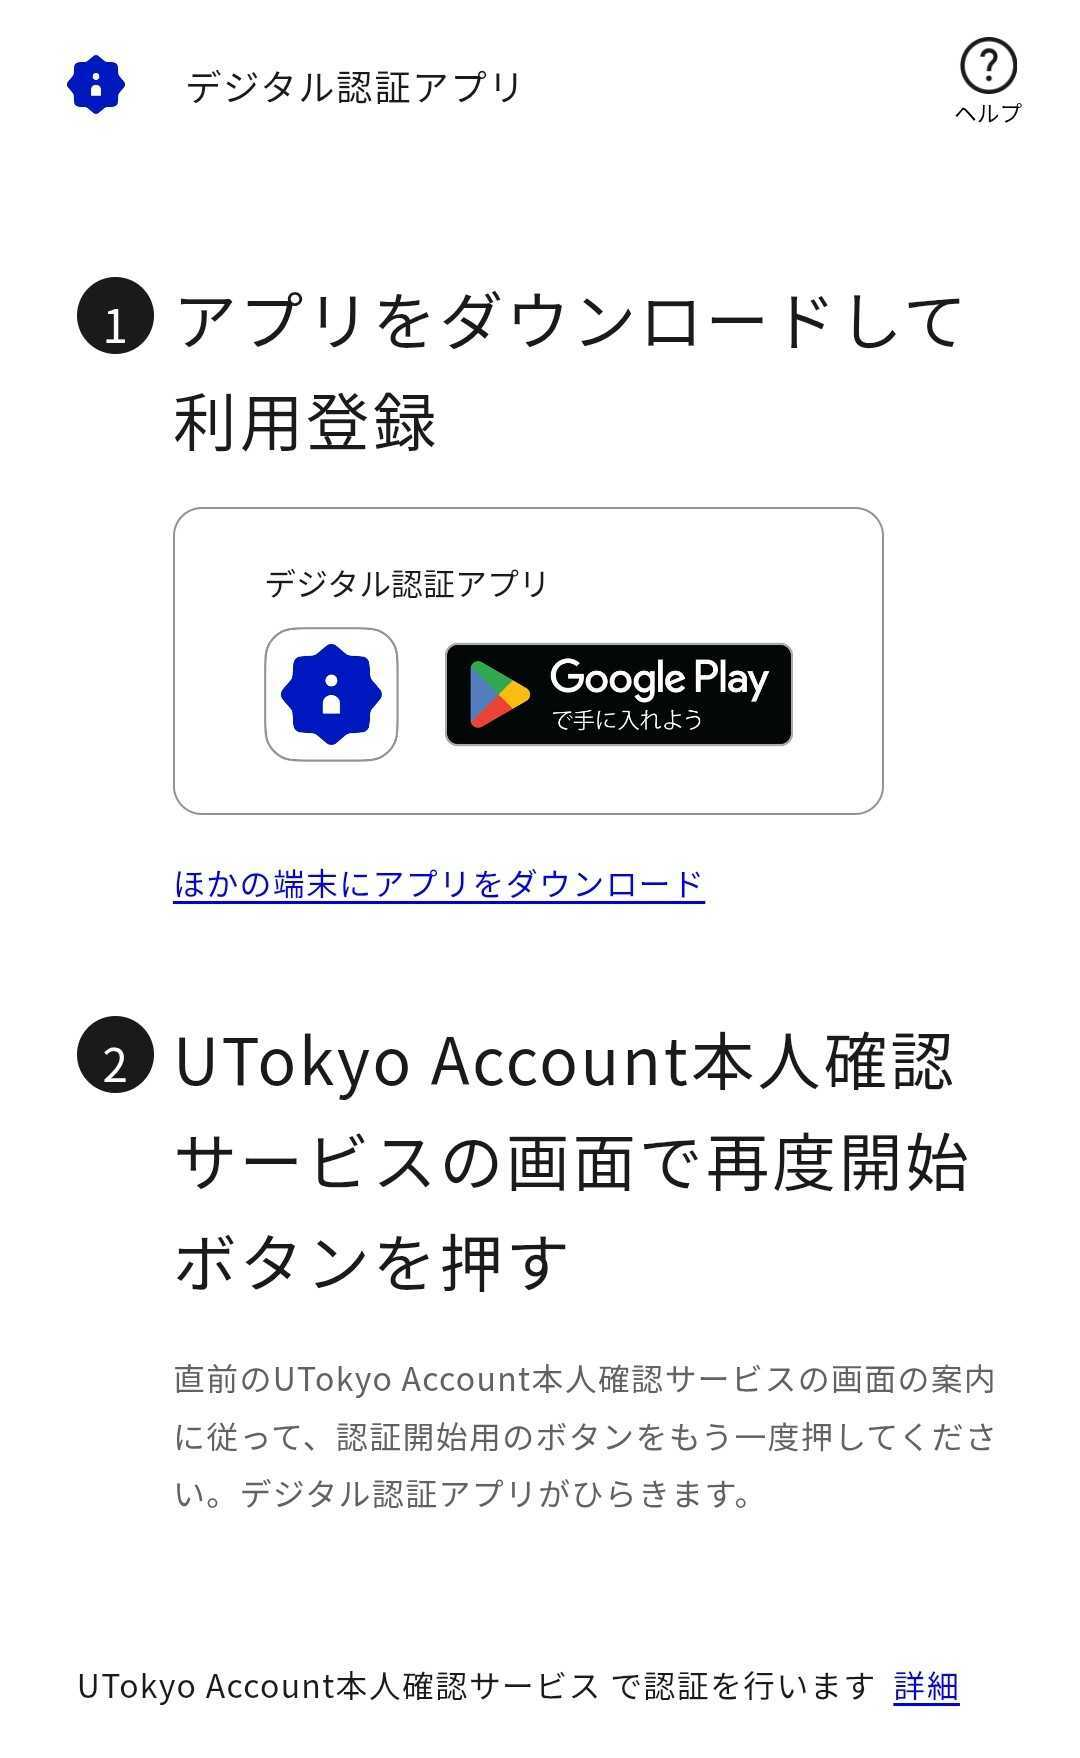 デジタル認証アプリ
ヘルプ
1 アプリをダウンロードして
利用登録
デジタル認証アプリ
Google Play
で手に入れよう
ほかの端末にアプリをダウンロード
2 UTokyo Account本人確認
サービスの画面で再度開始
ボタンを押す
直前のUTokyo Account本人確認サービスの画面の案内
に従って、認証開始用のボタンをもう一度押してくださ
い。デジタル認証アプリがひらきます。
UTokyo Account本人確認サービス で認証を行います 詳細